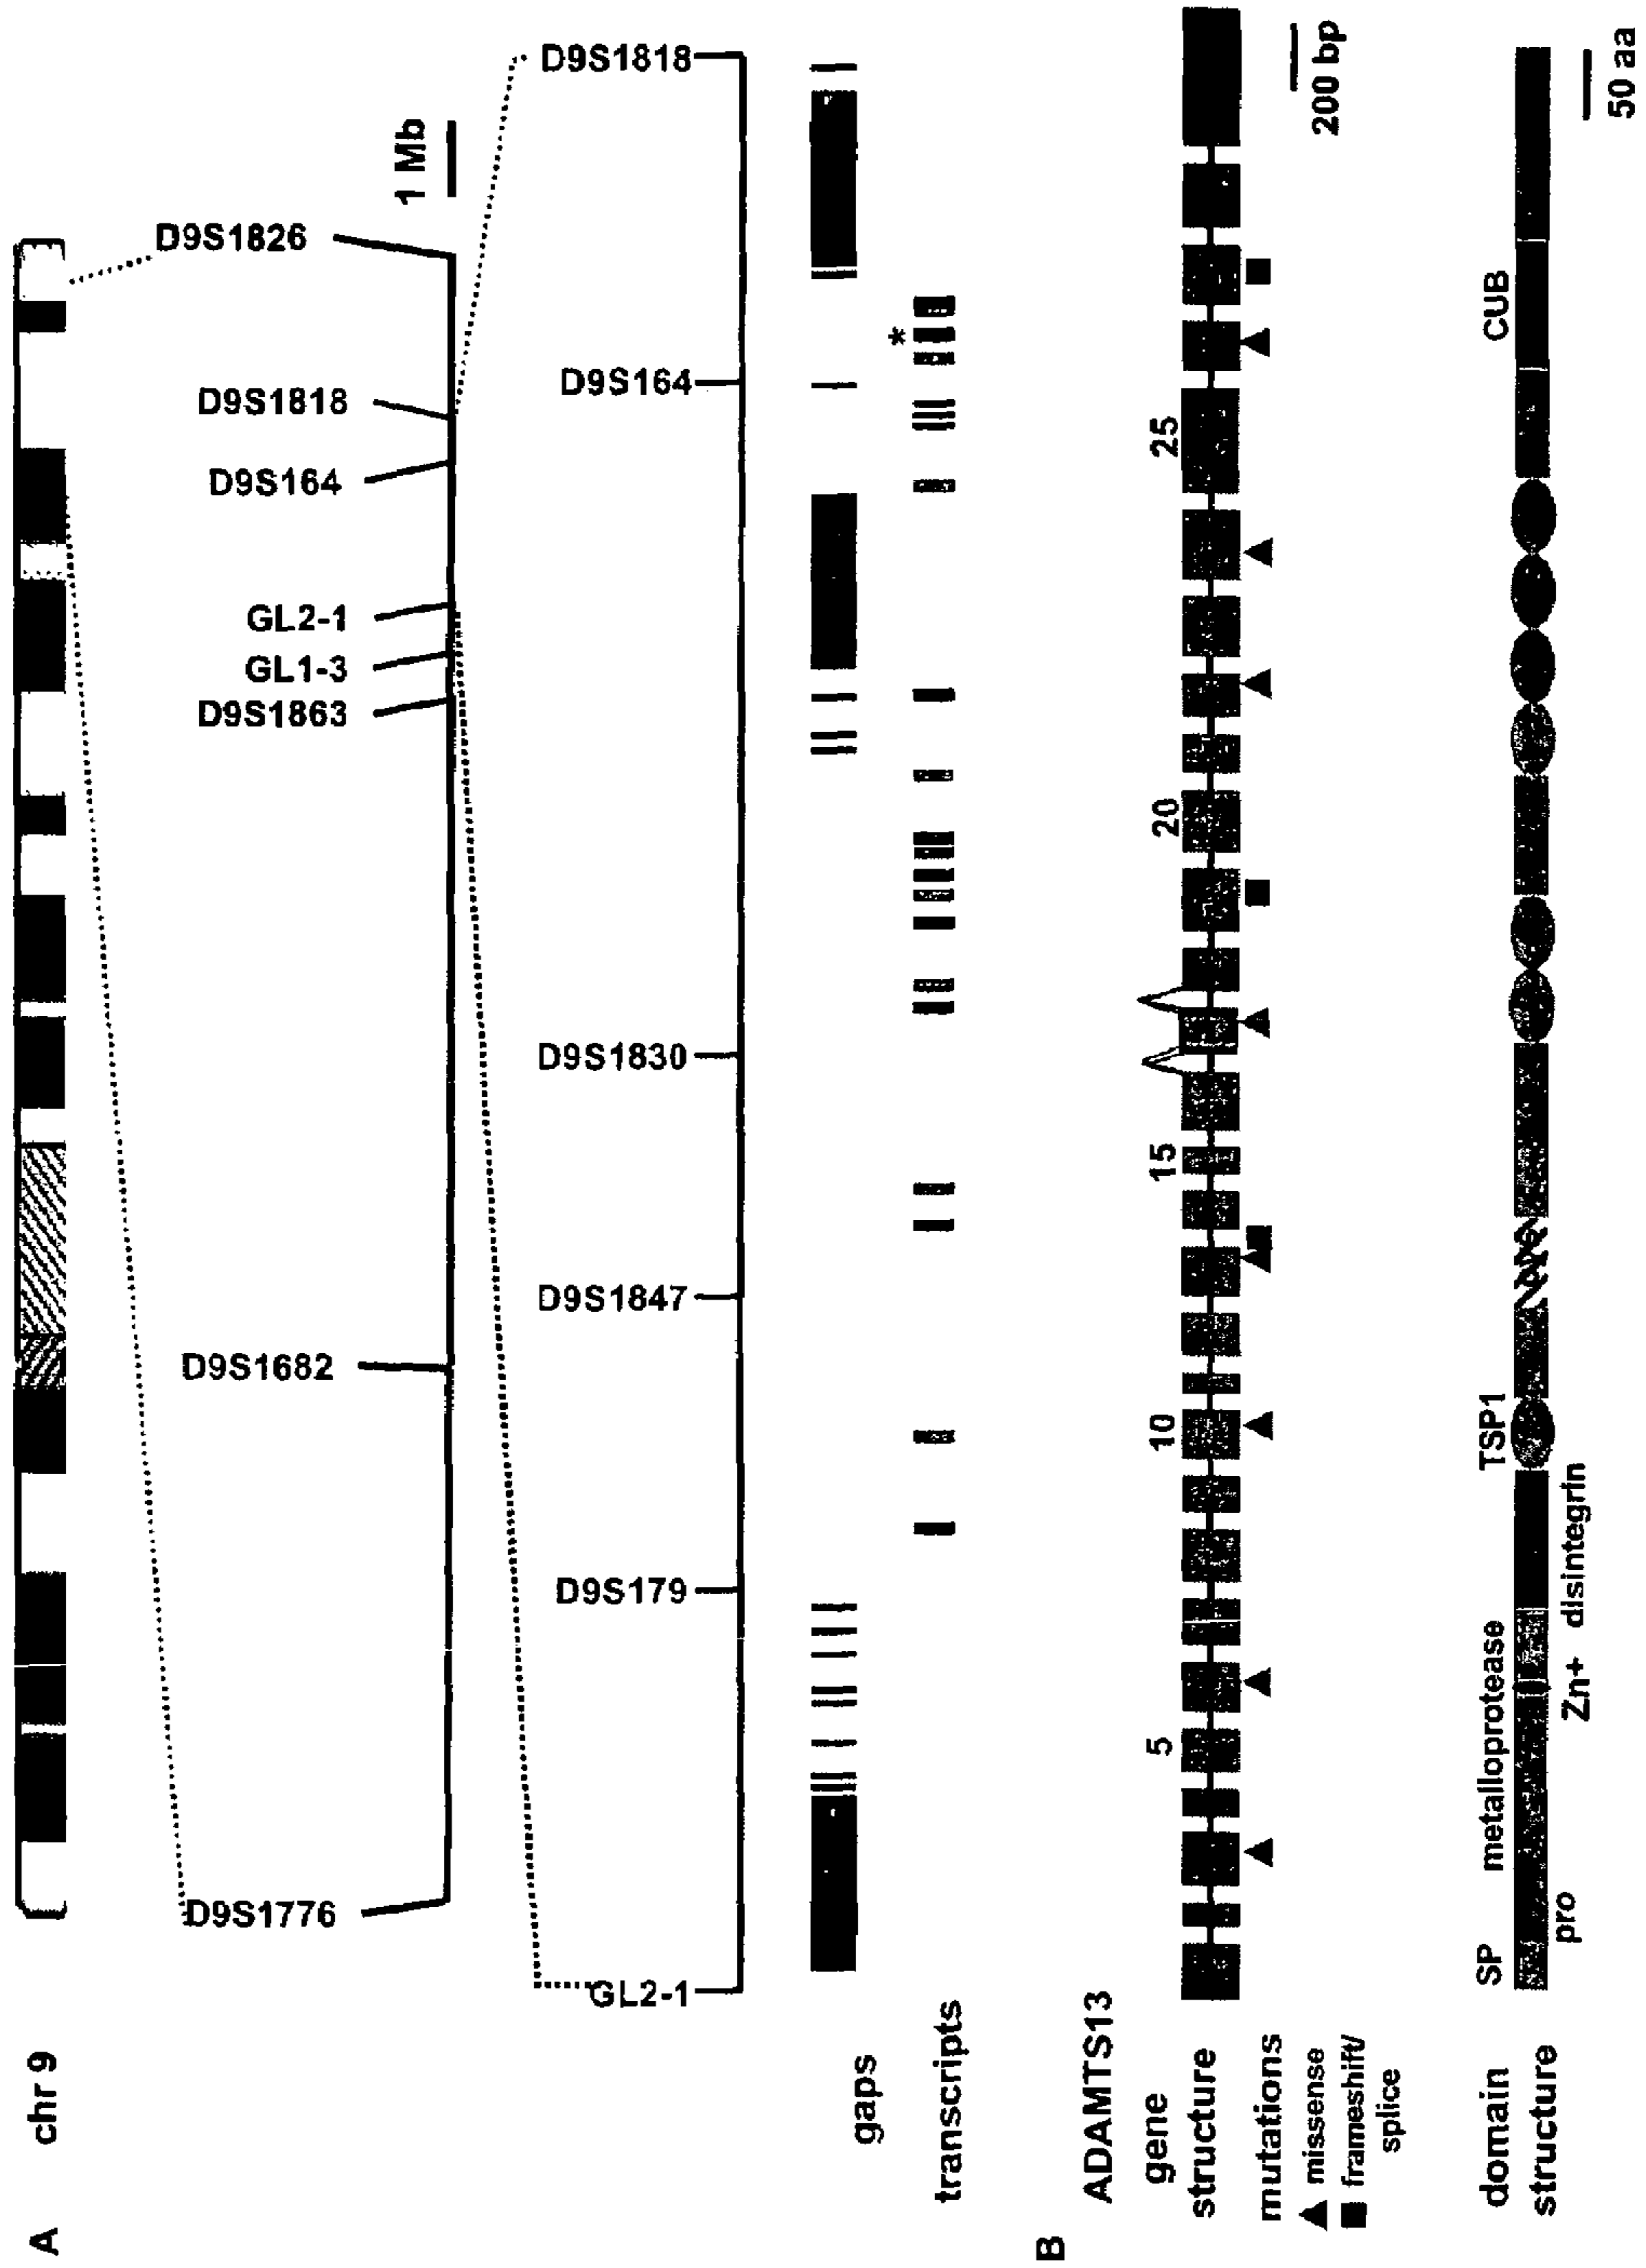 A chr 9
D9S1776
D9S1682
D9S1863
GL1-3
GL2-1
D9S164
D9S1818
D9S1826
1 Mb
GL2-1
D9S179
D9S1847
D9S1830
D9S164
D9S1818
gaps
transcripts
*
B ADAMTS13
gene
structure
5
10
15
20
25
mutations
200 bp
missense
frameshift/
splice
domain
structure
SP
metalloprotease
TSP1
CUB
pro
Zn+
disintegrin
50 aa